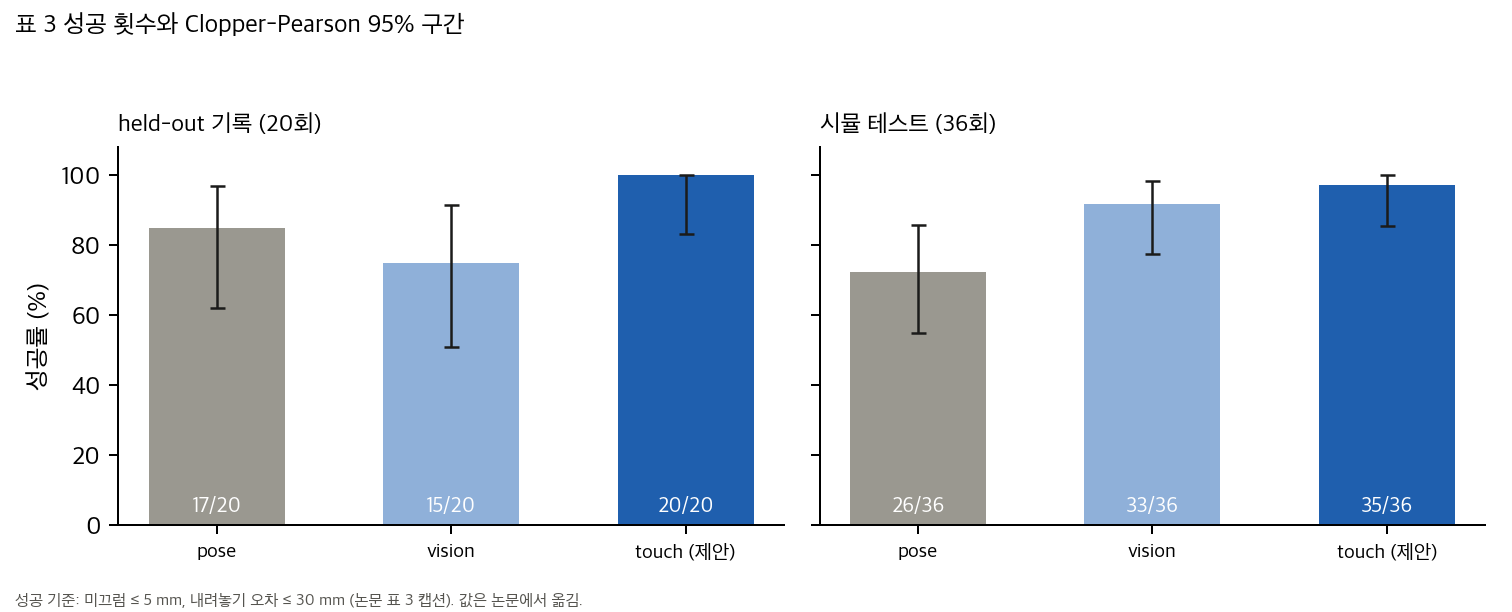 표 3 성공 횟수와 Clopper-Pearson 95% 구간
held-out 기록 (20회)
시뮬 테스트 (36회)
성공률 (%)
100
80
60
40
20
0
17/20
15/20
20/20
26/36
33/36
35/36
pose
vision
touch (제안)
pose
vision
touch (제안)
성공 기준: 미끄럼 ≤ 5 mm, 내려놓기 오차 ≤ 30 mm (논문 표 3 캡션). 값은 논문에서 옮김.